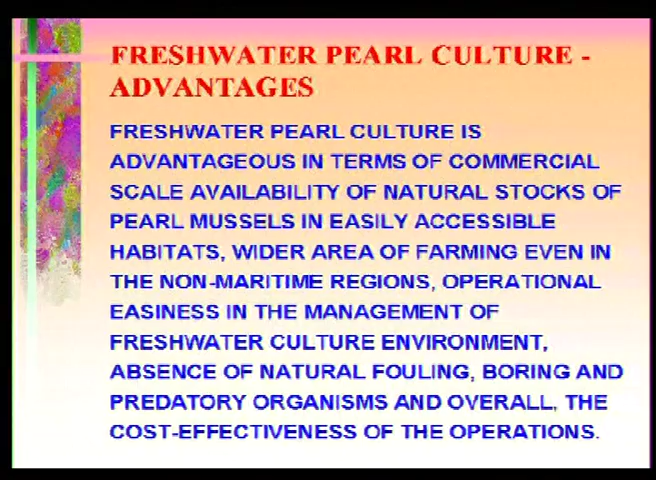 FRESHWATER PEARL CULTURE -
ADVANTAGES
FRESHWATER PEARL CULTURE IS
ADVANTAGEOUS IN TERMS OF COMMERCIAL
SCALE AVAILABILITY OF NATURAL STOCKS OF
PEARL MUSSELS IN EASILY ACCESSIBLE
HABITATS, WIDER AREA OF FARMING EVEN IN
THE NON-MARITIME REGIONS, OPERATIONAL
EASINESS IN THE MANAGEMENT OF
FRESHWATER CULTURE ENVIRONMENT,
ABSENCE OF NATURAL FOULING, BORING AND
PREDATORY ORGANISMS AND OVERALL, THE
COST-EFFECTIVENESS OF THE OPERATIONS.